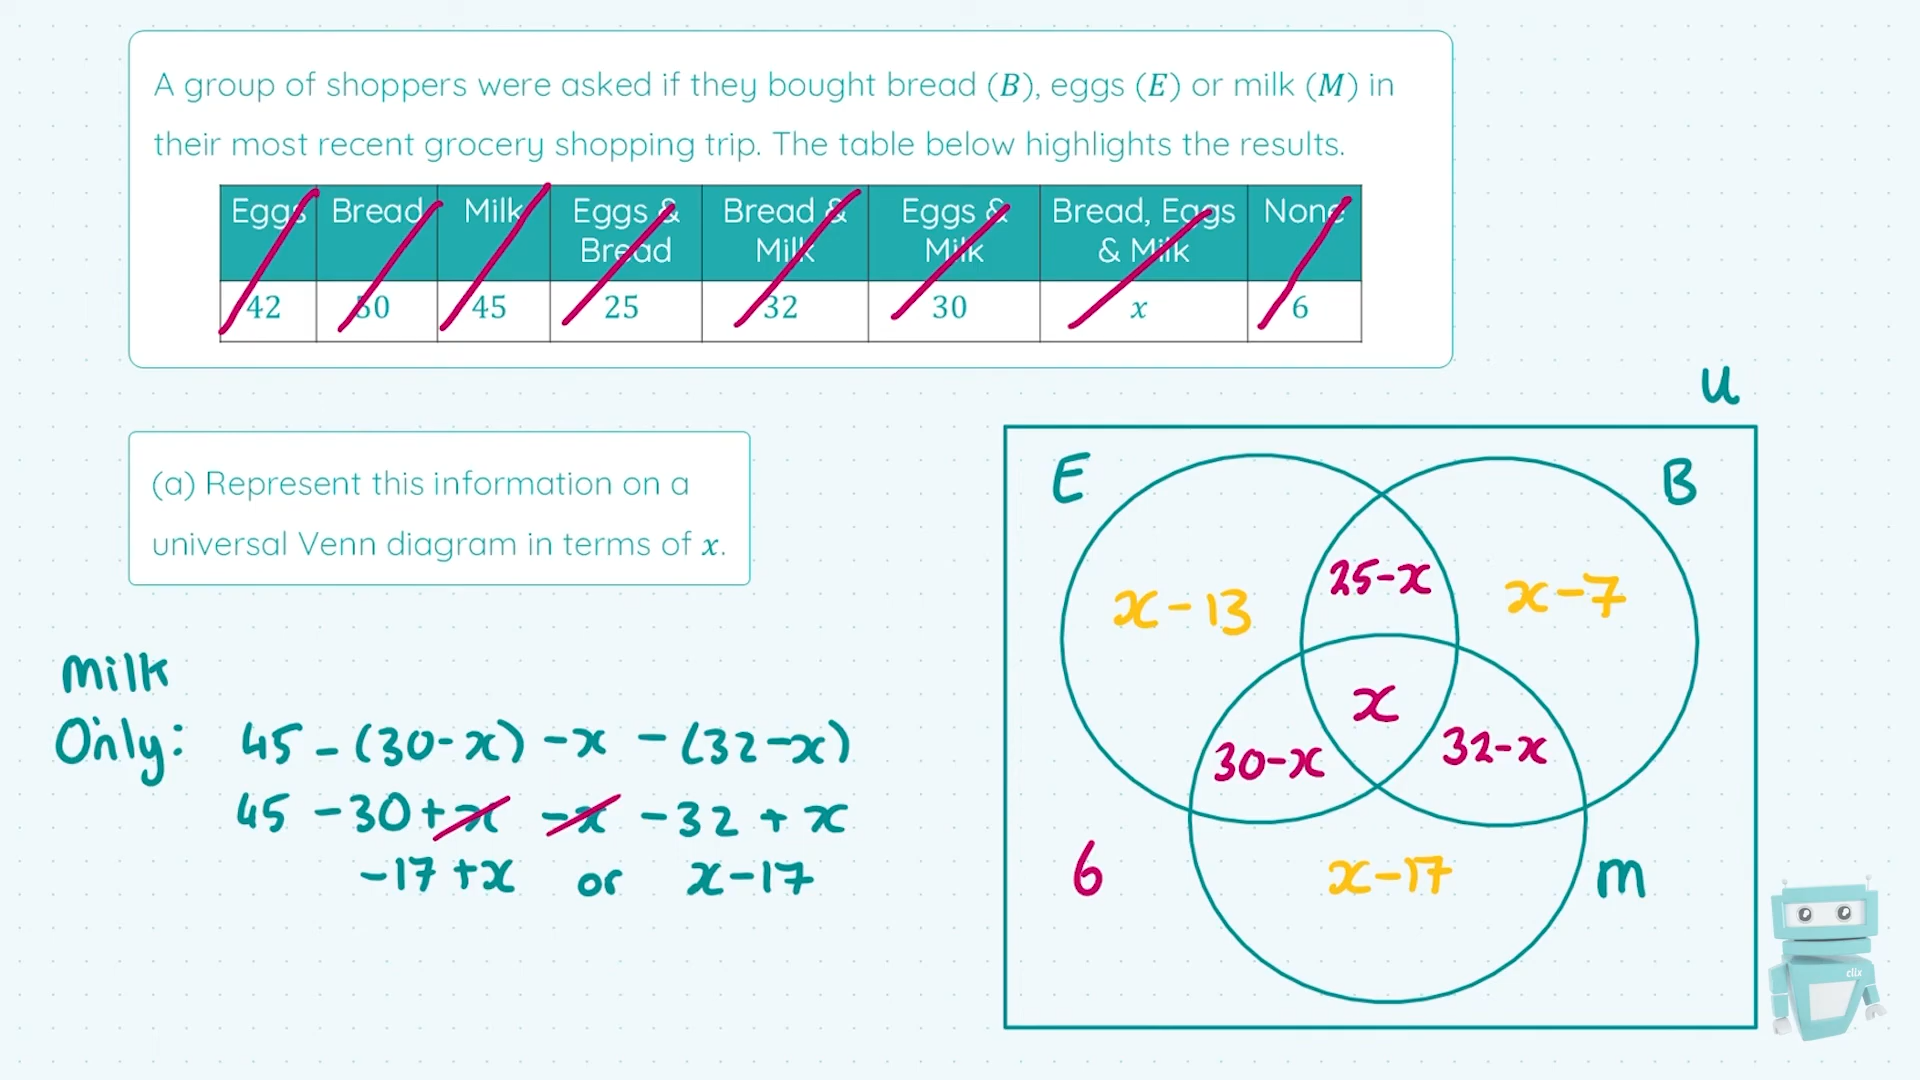 A group of shoppers were asked if they bought bread (B), eggs (E) or milk (M) in
their most recent grocery shopping trip. The table below highlights the results.
Eggs Bread Milk Eggs & Bread Bread & Milk Eggs & Milk Bread, Eggs & Milk None
42 50 45 25 32 30 x 6
(a) Represent this information on a
universal Venn diagram in terms of x.
Milk
Only: 45 - (30-x) -x - (32-x)
45 -30+x -x -32 + x
-17+x or x-17
U
E
B
25-x
x-13
x-7
x
30-x
32-x
6
x-17
m
clix